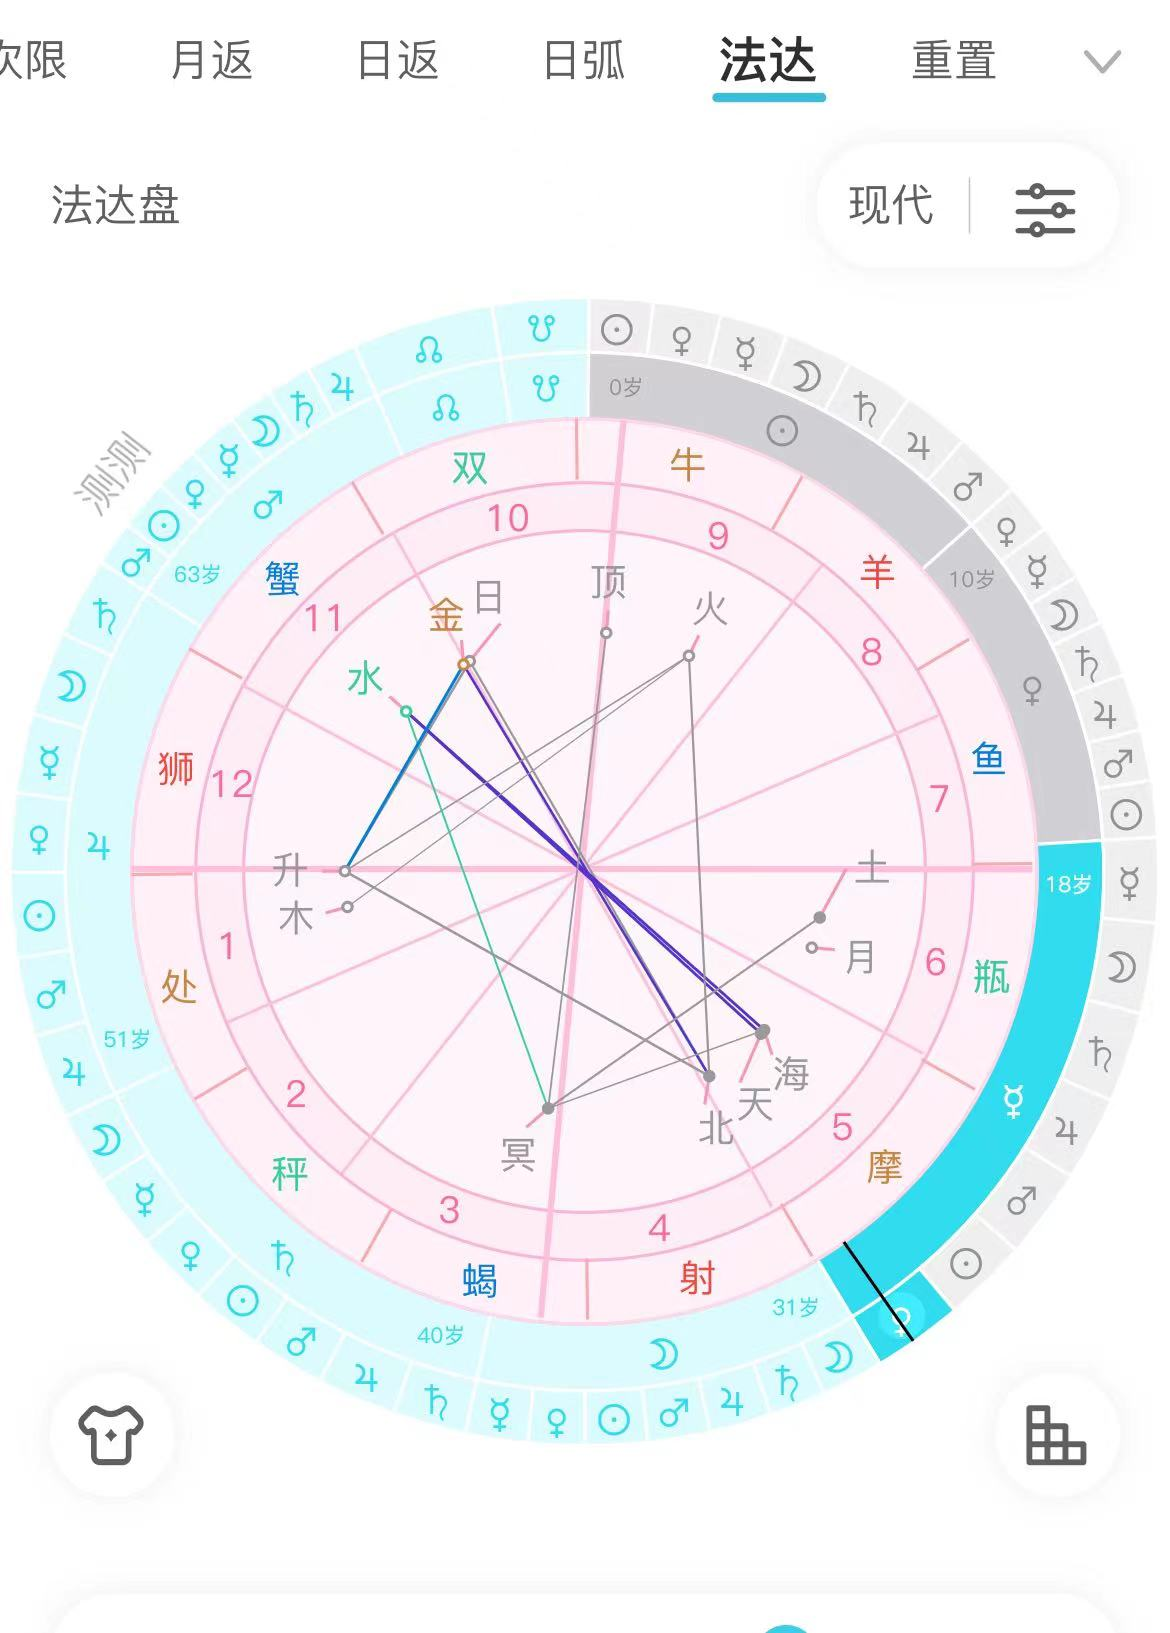 次限 月返 日返 日弧 法达 重置
法达盘
现代
测测
0岁
10岁
18岁
31岁
40岁
51岁
63岁
双
牛
羊
鱼
瓶
摩
射
蝎
秤
处
狮
蟹
10
9
8
7
6
5
4
3
2
1
12
11
金
日
顶
火
水
升
木
土
月
海
天
北
冥